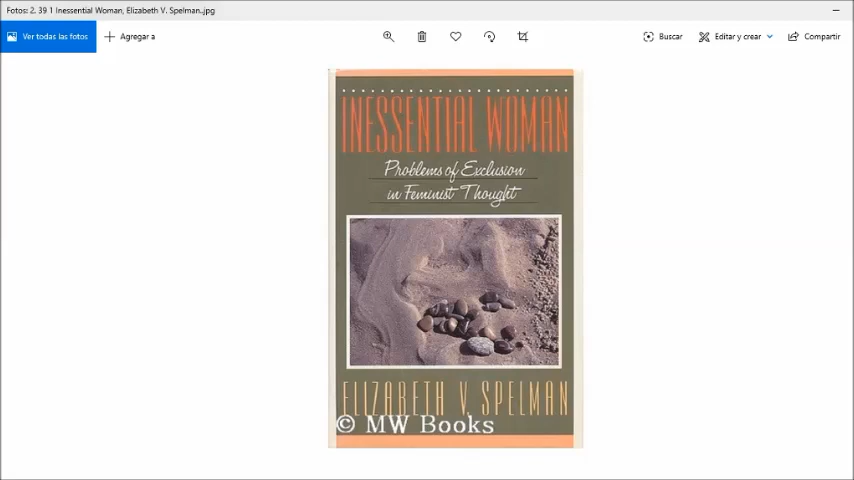 Fotos: 2, 39 1 Inessential Woman, Elizabeth V. Spelman..jpg
Ver todas las fotos
Agregar a
Buscar
Editar y crear
Compartir
INESSENTIAL WOMAN
Problems of Exclusion
in Feminist Thought
ELIZABETH V. SPELMAN
© MW Books